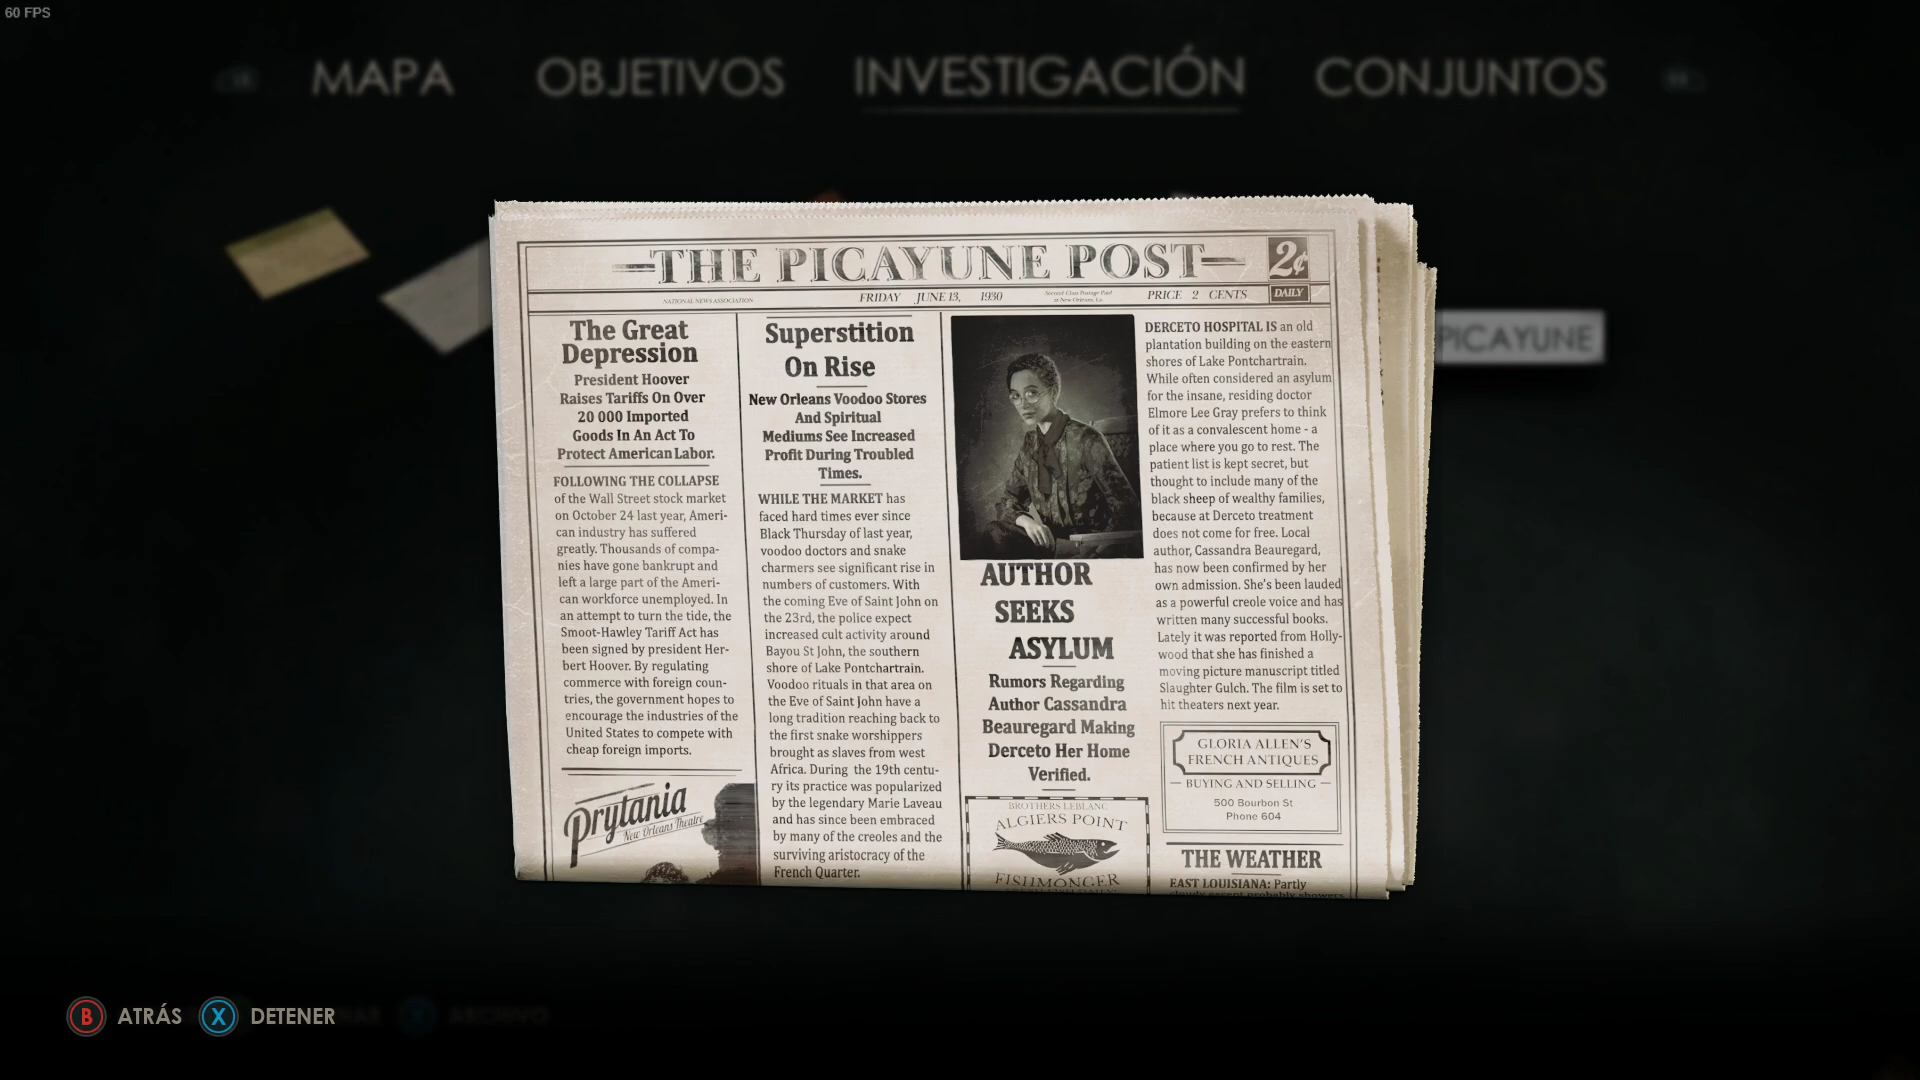 60 FPS
MAPA
OBJETIVOS
INVESTIGACIÓN
CONJUNTOS
THE PICAYUNE POST
2¢
DAILY
NATIONAL NEWS ASSOCIATION
FRIDAY JUNE 13, 1930
Second Class Postage Paid
at New Orleans, La.
PRICE 2 CENTS
The Great
Depression
President Hoover
Raises Tariffs On Over
20 000 Imported
Goods In An Act To
Protect American Labor.
FOLLOWING THE COLLAPSE
of the Wall Street stock market
on October 24 last year, Ameri-
can industry has suffered
greatly. Thousands of compa-
nies have gone bankrupt and
left a large part of the Ameri-
can workforce unemployed. In
an attempt to turn the tide, the
Smoot-Hawley Tariff Act has
been signed by president Her-
bert Hoover. By regulating
commerce with foreign coun-
tries, the government hopes to
encourage the industries of the
United States to compete with
cheap foreign imports.
Prytania
New Orleans Theatre
Superstition
On Rise
New Orleans Voodoo Stores
And Spiritual
Mediums See Increased
Profit During Troubled
Times.
WHILE THE MARKET has
faced hard times ever since
Black Thursday of last year,
voodoo doctors and snake
charmers see significant rise in
numbers of customers. With
the coming Eve of Saint John on
the 23rd, the police expect
increased cult activity around
Bayou St John, the southern
shore of Lake Pontchartrain.
Voodoo rituals in that area on
the Eve of Saint John have a
long tradition reaching back to
the first snake worshippers
brought as slaves from west
Africa. During the 19th centu-
ry its practice was popularized
by the legendary Marie Laveau
and has since been embraced
by many of the creoles and the
surviving aristocracy of the
French Quarter.
AUTHOR
SEEKS
ASYLUM
Rumors Regarding
Author Cassandra
Beauregard Making
Derceto Her Home
Verified.
BROTHERS LEBLANC
ALGIERS POINT
FISHMONGER
DERCETO HOSPITAL IS an old
plantation building on the eastern
shores of Lake Pontchartrain.
While often considered an asylum
for the insane, residing doctor
Elmore Lee Gray prefers to think
of it as a convalescent home - a
place where you go to rest. The
patient list is kept secret, but
thought to include many of the
black sheep of wealthy families,
because at Derceto treatment
does not come for free. Local
author, Cassandra Beauregard,
has now been confirmed by her
own admission. She's been lauded
as a powerful creole voice and has
written many successful books.
Lately it was reported from Holly-
wood that she has finished a
moving picture manuscript titled
Slaughter Gulch. The film is set to
hit theaters next year.
GLORIA ALLEN'S
FRENCH ANTIQUES
BUYING AND SELLING
500 Bourbon St
Phone 604
THE WEATHER
EAST LOUISIANA: Partly
cloudy except probably showers
PICAYUNE
B ATRÁS
X DETENER
ARCHIVO